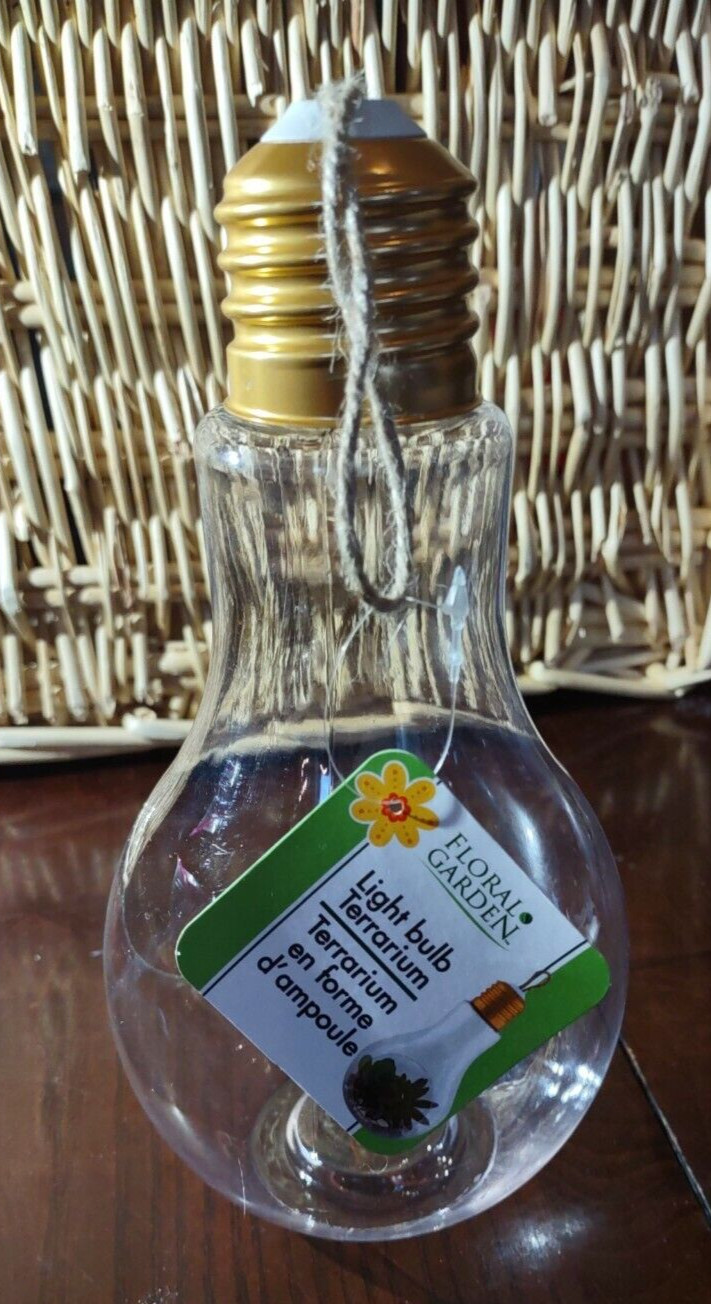 FLORAL
GARDEN
Light bulb
Terrarium
Terrarium
en forme
d'ampoule